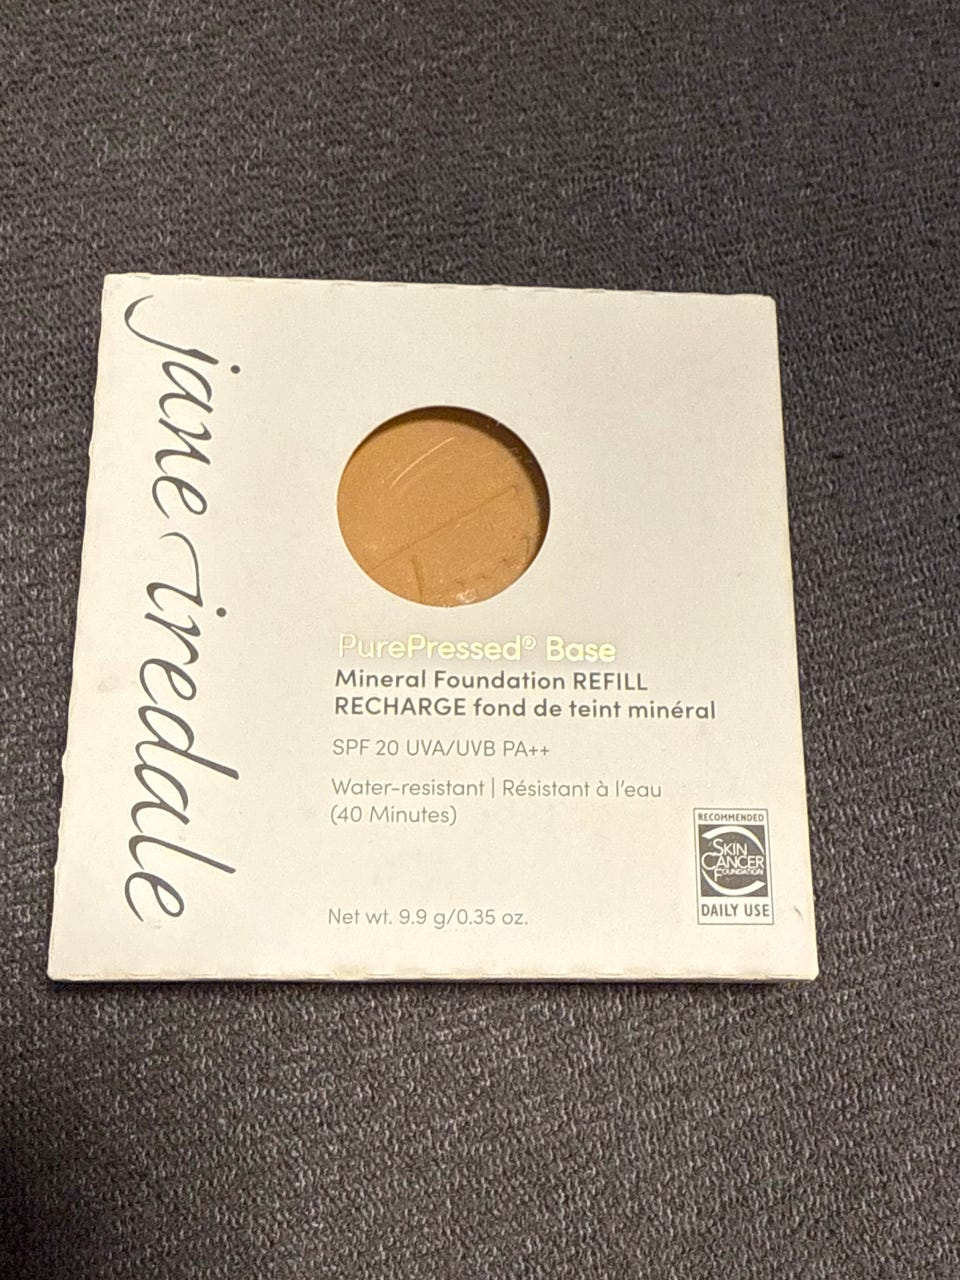 jane iredale
PurePressed® Base
Mineral Foundation REFILL
RECHARGE fond de teint minéral
SPF 20 UVA/UVB PA++
Water-resistant | Résistant à l'eau
(40 Minutes)
Net wt. 9.9 g/0.35 oz.
RECOMMENDED
SKIN
CANCER
FOUNDATION
DAILY USE